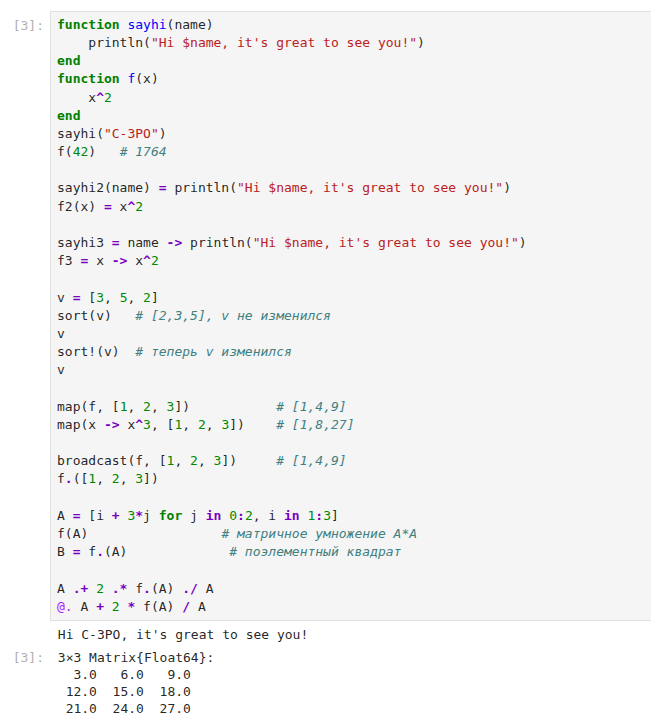 [3]: function sayhi(name)
    println("Hi $name, it's great to see you!")
end
function f(x)
    x^2
end
sayhi("C-3PO")
f(42)   # 1764

sayhi2(name) = println("Hi $name, it's great to see you!")
f2(x) = x^2

sayhi3 = name -> println("Hi $name, it's great to see you!")
f3 = x -> x^2

v = [3, 5, 2]
sort(v)   # [2,3,5], v не изменился
v
sort!(v)  # теперь v изменился
v

map(f, [1, 2, 3])           # [1,4,9]
map(x -> x^3, [1, 2, 3])    # [1,8,27]

broadcast(f, [1, 2, 3])     # [1,4,9]
f.([1, 2, 3])

A = [i + 3*j for j in 0:2, i in 1:3]
f(A)                 # матричное умножение A*A
B = f.(A)             # поэлементный квадрат

A .+ 2 .* f.(A) ./ A
@. A + 2 * f(A) / A
Hi C-3PO, it's great to see you!
[3]: 3×3 Matrix{Float64}:
  3.0   6.0   9.0
 12.0  15.0  18.0
 21.0  24.0  27.0